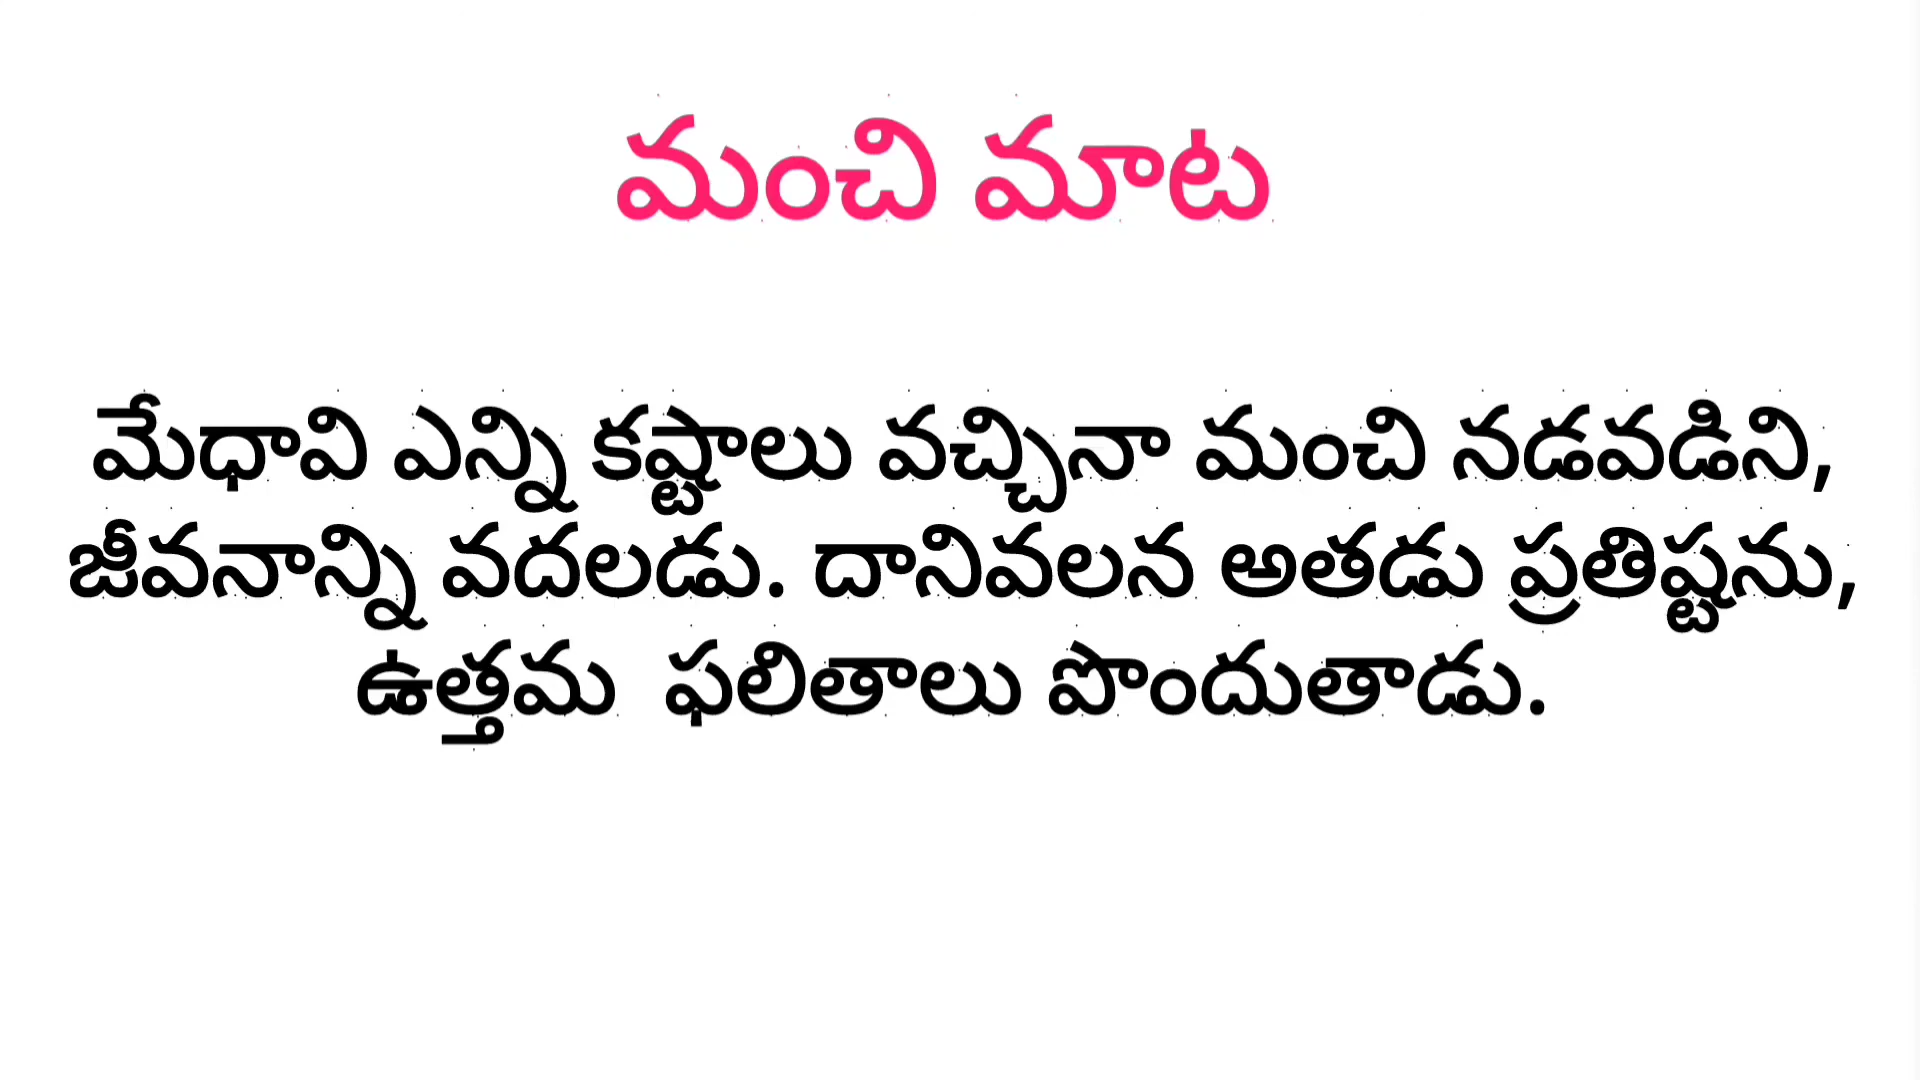 మంచి మాట
మేధావి ఎన్ని కష్టాలు వచ్చినా మంచి నడవడిని,
జీవనాన్ని వదలడు. దానివలన అతడు ప్రతిష్టను,
ఉత్తమ  ఫలితాలు పొందుతాడు.